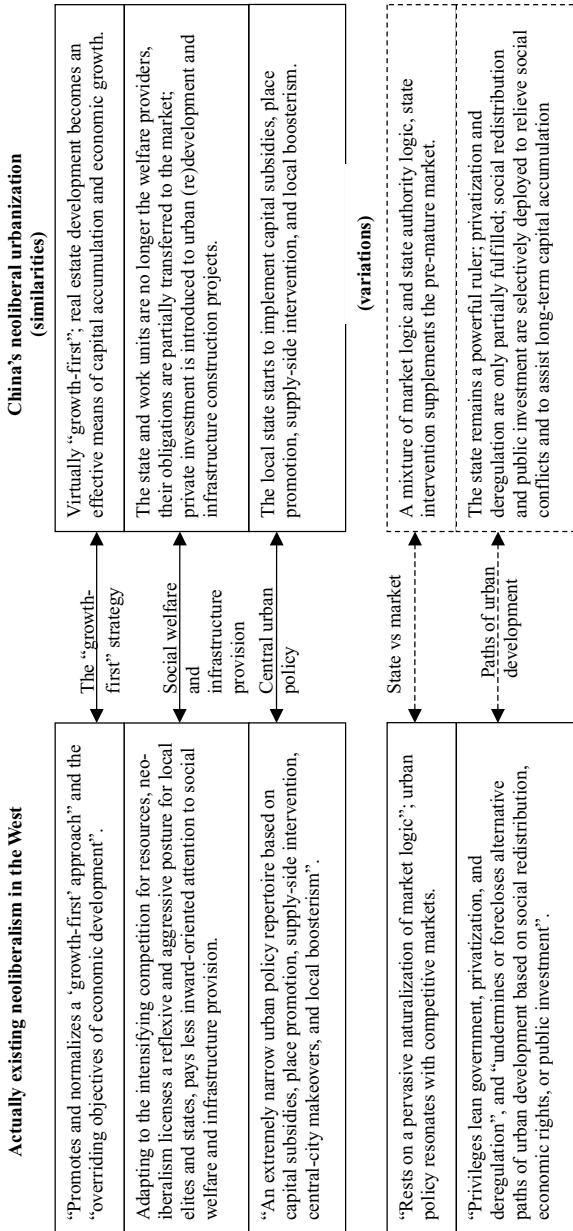 Actually existing neoliberalism in the West
China's neoliberal urbanization
(similarities)
“Promotes and normalizes a ‘growth-first’ approach” and the
“overriding objectives of economic development”.
The “growth-
first” strategy
Virtually “growth-first”; real estate development becomes an
effective means of capital accumulation and economic growth.
Adapting to the intensifying competition for resources, neo-
iberalism licenses a reflexive and aggressive posture for local
elites and states, pays less inward-oriented attention to social
welfare and infrastructure provision.
Social welfare
and
infrastructure
provision
The state and work units are no longer the welfare providers,
their obligations are partially transferred to the market;
private investment is introduced to urban (re)development and
infrastructure construction projects.
“An extremely narrow urban policy repertoire based on
capital subsidies, place promotion, supply-side intervention,
central-city makeovers, and local boosterism”.
Central urban
policy
The local state starts to implement capital subsidies, place
promotion, supply-side intervention, and local boosterism.
(variations)
“Rests on a pervasive naturalization of market logic”; urban
policy resonates with competitive markets.
State vs market
A mixture of market logic and state authority logic, state
intervention supplements the pre-mature market.
“Privileges lean government, privatization, and
deregulation”, and “undermines or forecloses alternative
paths of urban development based on social redistribution,
economic rights, or public investment”.
Paths of urban
development
The state remains a powerful ruler; privatization and
deregulation are only partially fulfilled; social redistribution
and public investment are selectively deployed to relieve social
conflicts and to assist long-term capital accumulation